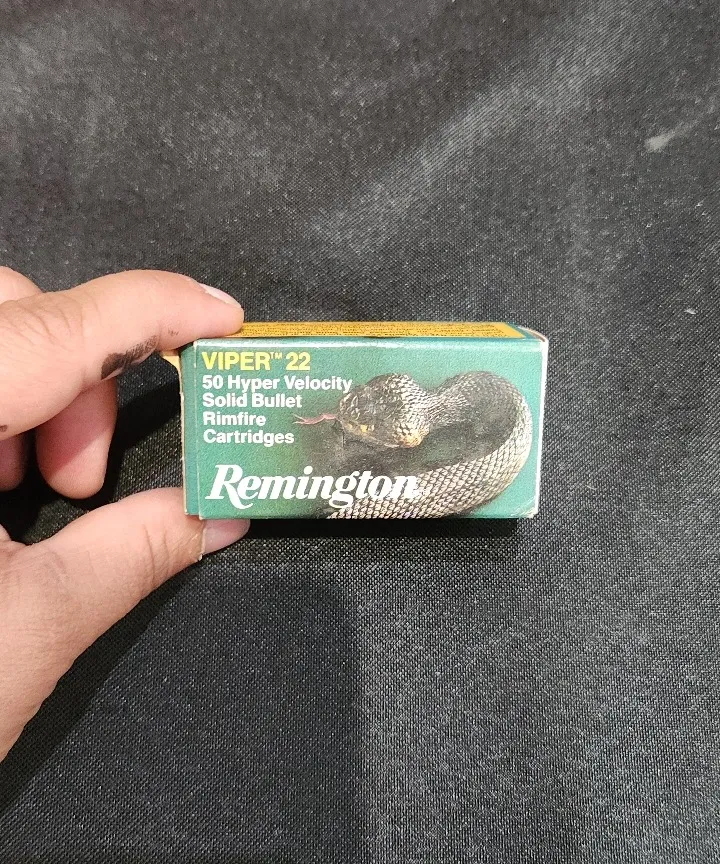 VIPER™ 22
50 Hyper Velocity
Solid Bullet
Rimfire
Cartridges
Remington®